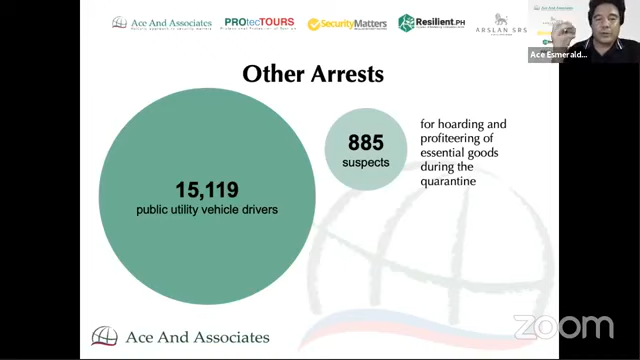 Ace And Associates
PROtecTOURS
SecurityMatters
Resilient.PH
ARSLAN SRS
Ace Esmerald...
Other Arrests
15,119
public utility vehicle drivers
885
suspects
for hoarding and
profiteering of
essential goods
during the
quarantine
Ace And Associates
zoom